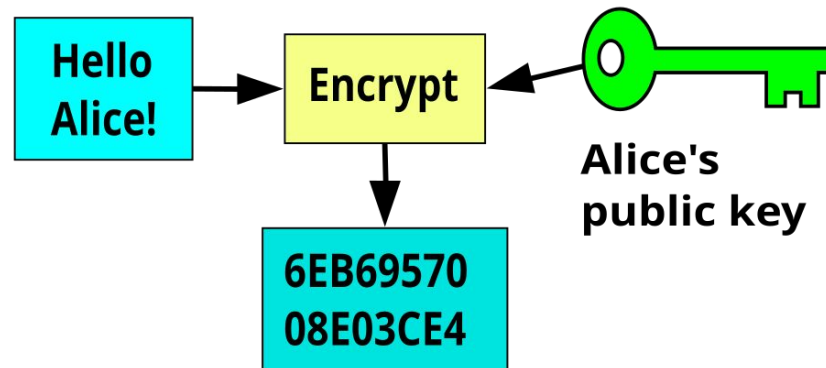 Hello
Alice!
Encrypt
Alice's
public key
6EB69570
08E03CE4